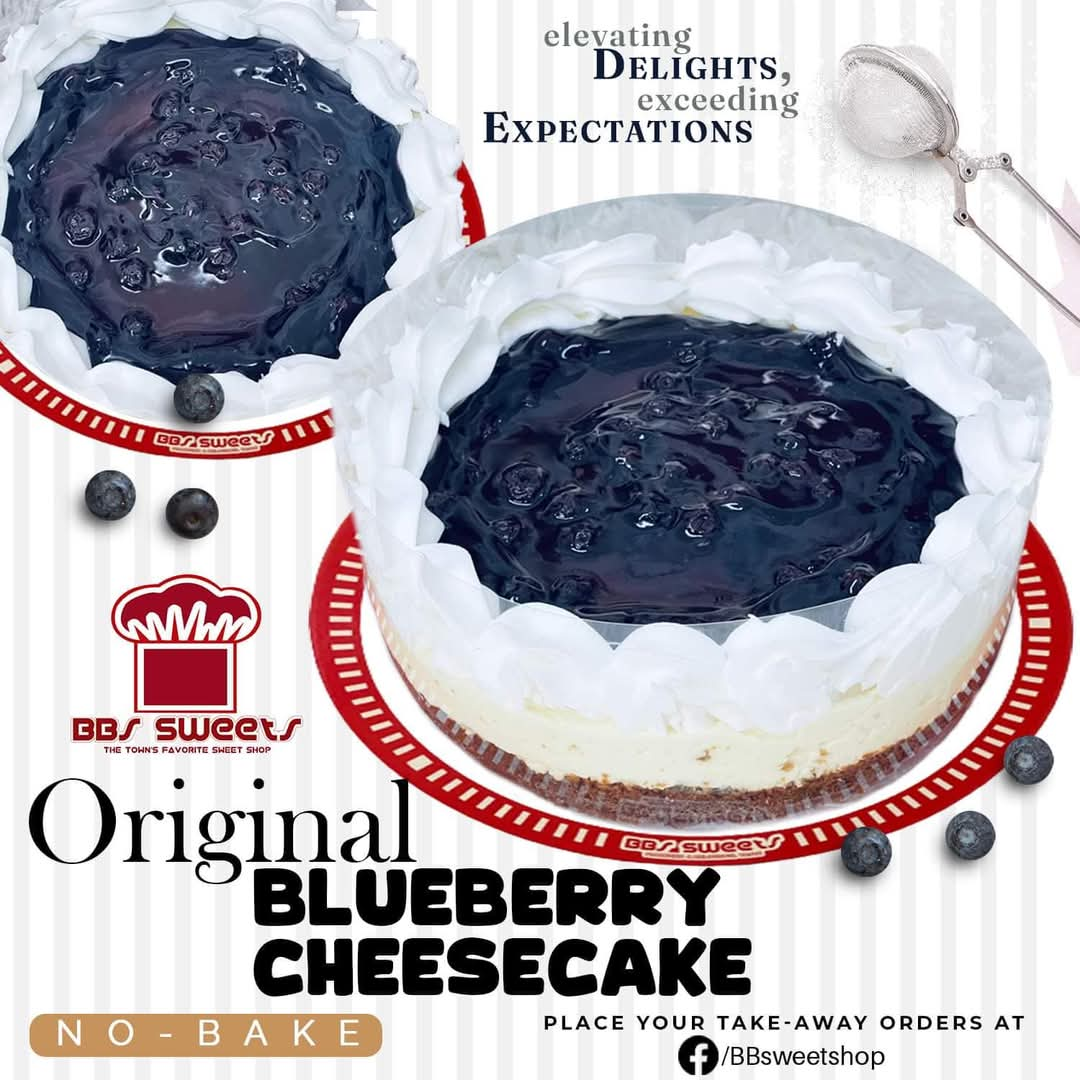 elevating
DELIGHTS,
exceeding
EXPECTATIONS
BBS SWEETS
BBS SWEETS
THE TOWN'S FAVORITE SWEET SHOP
BBS SWEETS
Original
BLUEBERRY
CHEESECAKE
NO-BAKE
PLACE YOUR TAKE-AWAY ORDERS AT
/BBsweetshop